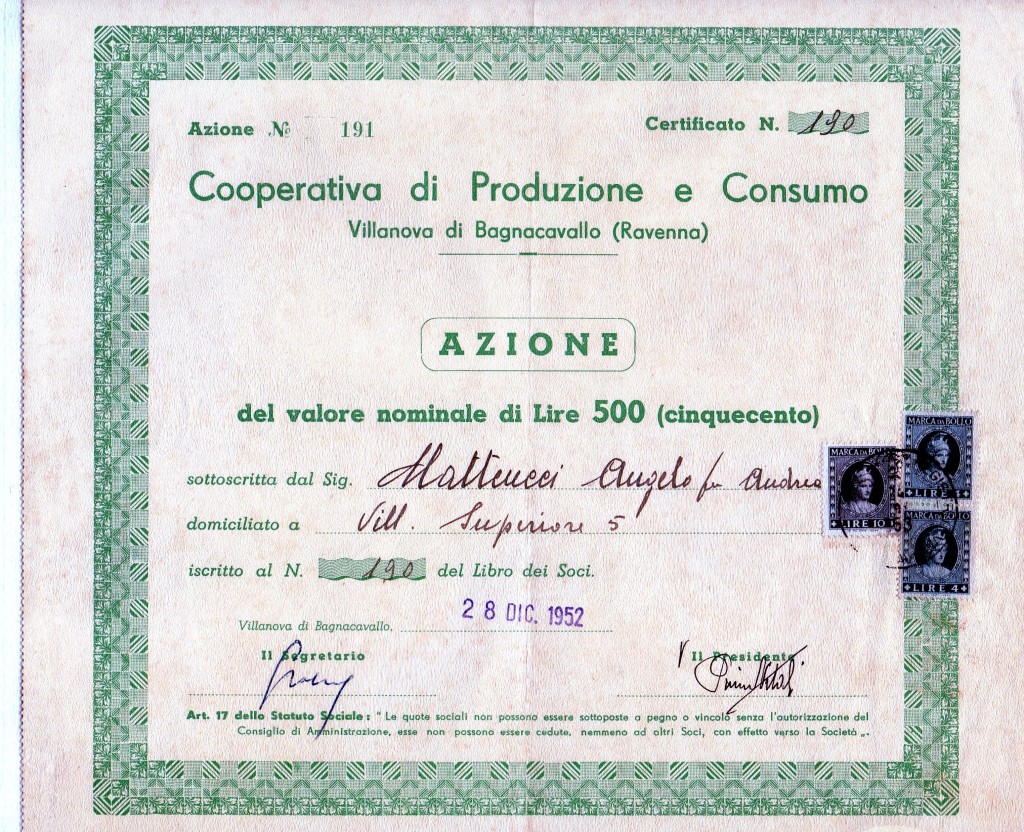 Azione Nº 191
Certificato N. 190
Cooperativa di Produzione e Consumo
Villanova di Bagnacavallo (Ravenna)
AZIONE
del valore nominale di Lire 500 (cinquecento)
sottoscritta dal Sig. Matteucci Angelo fu Andrea
domiciliato a Vill. Superiore 5
iscritto al N. 190 del Libro dei Soci.
Villanova di Bagnacavallo, 28 DIC. 1952
Il Segretario
Il Presidente
Art. 17 dello Statuto Sociale: " Le quote sociali non possono essere sottoposte a pegno o vincolo senza l'autorizzazione del
Consiglio di Amministrazione, esse non possono essere cedute, nemmeno ad altri Soci, con effetto verso la Società „.
MARCA DA BOLLO
LIRE 10
MARCA DA BOLLO
LIRE 4
MARCA DA BOLLO
LIRE 4